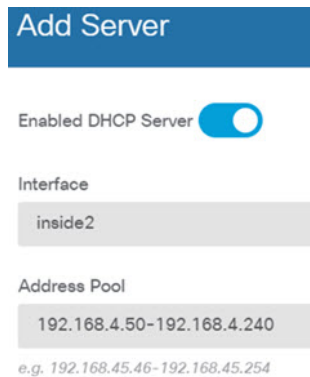 Add Server
Enabled DHCP Server
Interface
inside2
Address Pool
192.168.4.50-192.168.4.240
e.g. 192.168.45.46-192.168.45.254